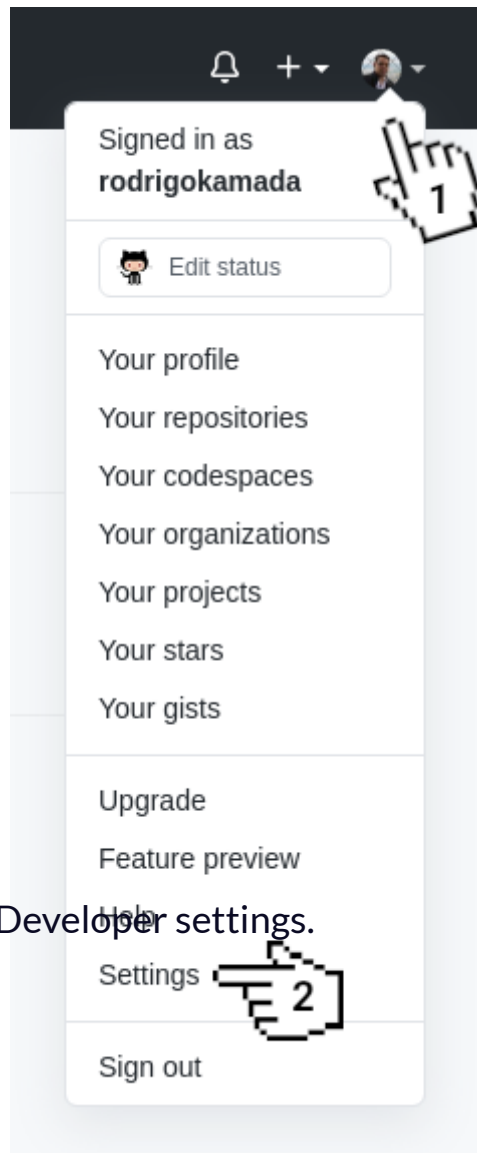 Signed in as
rodrigokamada
1
Edit status
Your profile
Your repositories
Your codespaces
Your organizations
Your projects
Your stars
Your gists
Upgrade
Feature preview
Help
Developer settings.
Settings
2
Sign out